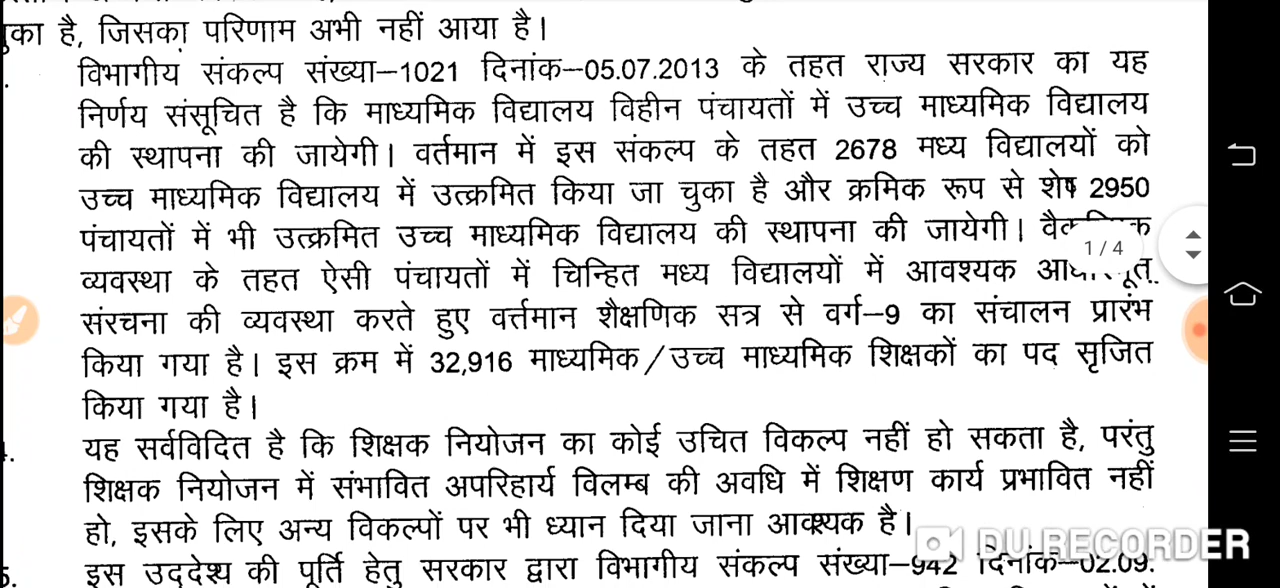 चुका है, जिसका परिणाम अभी नहीं आया है।
विभागीय संकल्प संख्या–1021 दिनांक–05.07.2013 के तहत राज्य सरकार का यह
निर्णय संसूचित है कि माध्यमिक विद्यालय विहीन पंचायतों में उच्च माध्यमिक विद्यालय
की स्थापना की जायेगी। वर्तमान में इस संकल्प के तहत 2678 मध्य विद्यालयों को
उच्च माध्यमिक विद्यालय में उत्क्रमित किया जा चुका है और क्रमिक रूप से शेष 2950
पंचायतों में भी उत्क्रमित उच्च माध्यमिक विद्यालय की स्थापना की जायेगी।
1/4
व्यवस्था के तहत ऐसी पंचायतों में चिन्हित मध्य विद्यालयों में आवश्यक
संरचना की व्यवस्था करते हुए वर्त्तमान शैक्षणिक सत्र से वर्ग–9 का संचालन प्रारंभ
किया गया है। इस क्रम में 32,916 माध्यमिक/उच्च माध्यमिक शिक्षकों का पद सृजित
किया गया है।
यह सर्वविदित है कि शिक्षक नियोजन का कोई उचित विकल्प नहीं हो सकता है, परंतु
शिक्षक नियोजन में संभावित अपरिहार्य विलम्ब की अवधि में शिक्षण कार्य प्रभावित नहीं
हो, इसके लिए अन्य विकल्पों पर भी ध्यान दिया जाना आवश्यक है।
DU RECORDER
5. इस उद्देश्य की पूर्ति हेतु सरकार द्वारा विभागीय संकल्प संख्या–942 दिनांक–02.09.